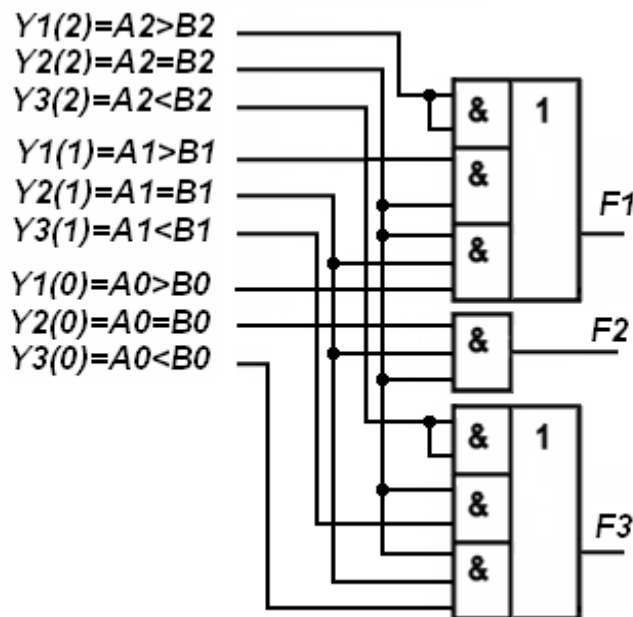 Y1(2)=A2>B2
Y2(2)=A2=B2
Y3(2)=A2<B2
Y1(1)=A1>B1
Y2(1)=A1=B1
Y3(1)=A1<B1
Y1(0)=A0>B0
Y2(0)=A0=B0
Y3(0)=A0<B0
& 1
&
&
F1
&
F2
& 1
&
&
F3